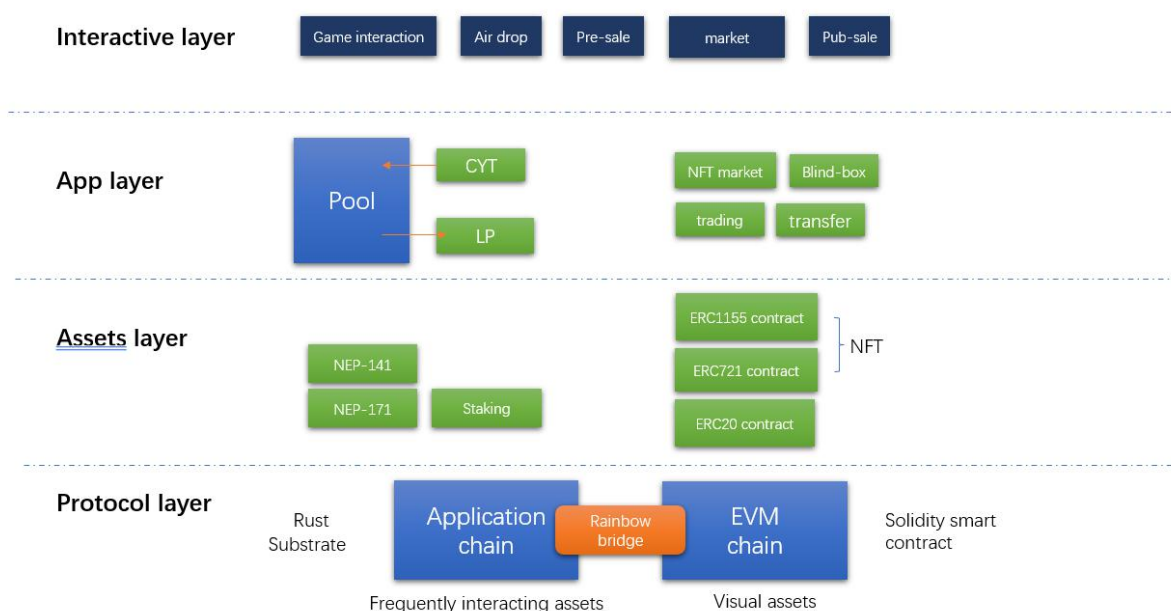 Interactive layer
Game interaction
Air drop
Pre-sale
market
Pub-sale
App layer
Pool
CYT
LP
NFT market
Blind-box
trading
transfer
Assets layer
NEP-141
NEP-171
Staking
ERC1155 contract
ERC721 contract
ERC20 contract
NFT
Protocol layer
Rust
Substrate
Application
chain
Rainbow
bridge
EVM
chain
Solidity smart
contract
Frequently interacting assets
Visual assets